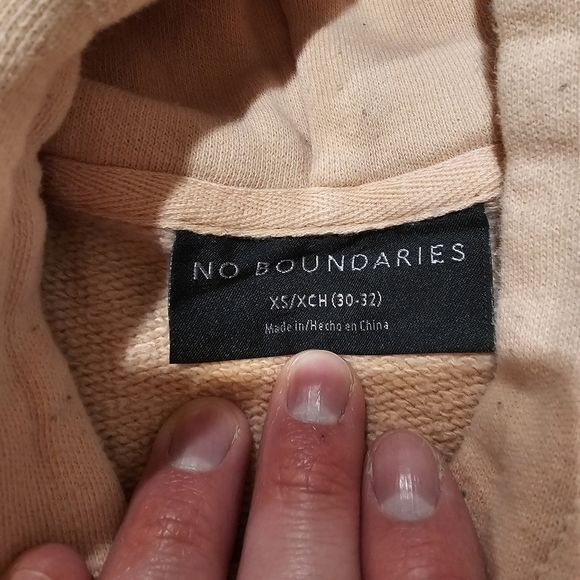 NO BOUNDARIES
XS/XCH (30-32)
Made in/Hecho en China